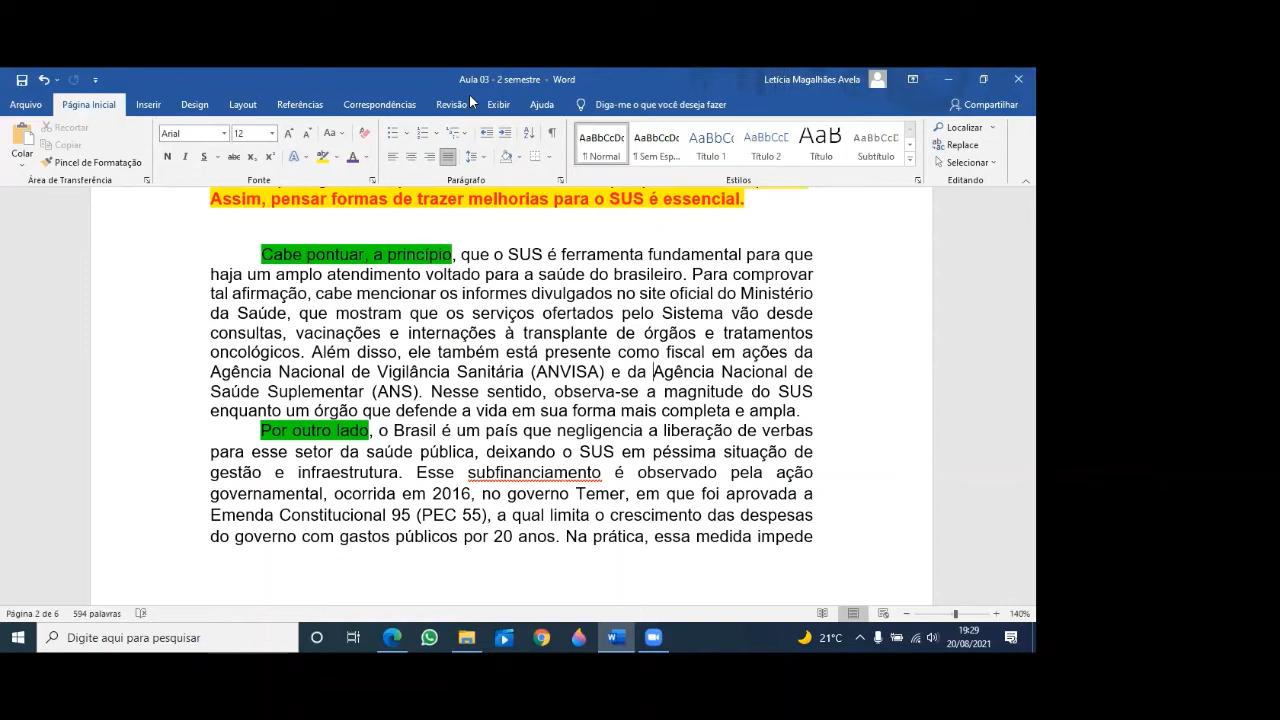 Aula 03 - 2 semestre - Word
Letícia Magalhães Avela
Arquivo Página Inicial Inserir Design Layout Referências Correspondências Revisão Exibir Ajuda Diga-me o que você deseja fazer Compartilhar
Colar
Recortar
Copiar
Pincel de Formatação
Área de Transferência
Arial 12
N I S abc x₂ x²
Fonte
Parágrafo
AaBbCcDc AaBbCcDc AaBbCc AaBbCcC AaB AaBbCcC
¶ Normal ¶ Sem Esp... Título 1 Título 2 Título Subtítulo
Estilos
Localizar
Replace
Selecionar
Editando
Assim, pensar formas de trazer melhorias para o SUS é essencial.
Cabe pontuar, a princípio, que o SUS é ferramenta fundamental para que
haja um amplo atendimento voltado para a saúde do brasileiro. Para comprovar
tal afirmação, cabe mencionar os informes divulgados no site oficial do Ministério
da Saúde, que mostram que os serviços ofertados pelo Sistema vão desde
consultas, vacinações e internações à transplante de órgãos e tratamentos
oncológicos. Além disso, ele também está presente como fiscal em ações da
Agência Nacional de Vigilância Sanitária (ANVISA) e da Agência Nacional de
Saúde Suplementar (ANS). Nesse sentido, observa-se a magnitude do SUS
enquanto um órgão que defende a vida em sua forma mais completa e ampla.
Por outro lado, o Brasil é um país que negligencia a liberação de verbas
para esse setor da saúde pública, deixando o SUS em péssima situação de
gestão e infraestrutura. Esse subfinanciamento é observado pela ação
governamental, ocorrida em 2016, no governo Temer, em que foi aprovada a
Emenda Constitucional 95 (PEC 55), a qual limita o crescimento das despesas
do governo com gastos públicos por 20 anos. Na prática, essa medida impede
Página 2 de 6 594 palavras 140%
Digite aqui para pesquisar
21°C
19:29
20/08/2021